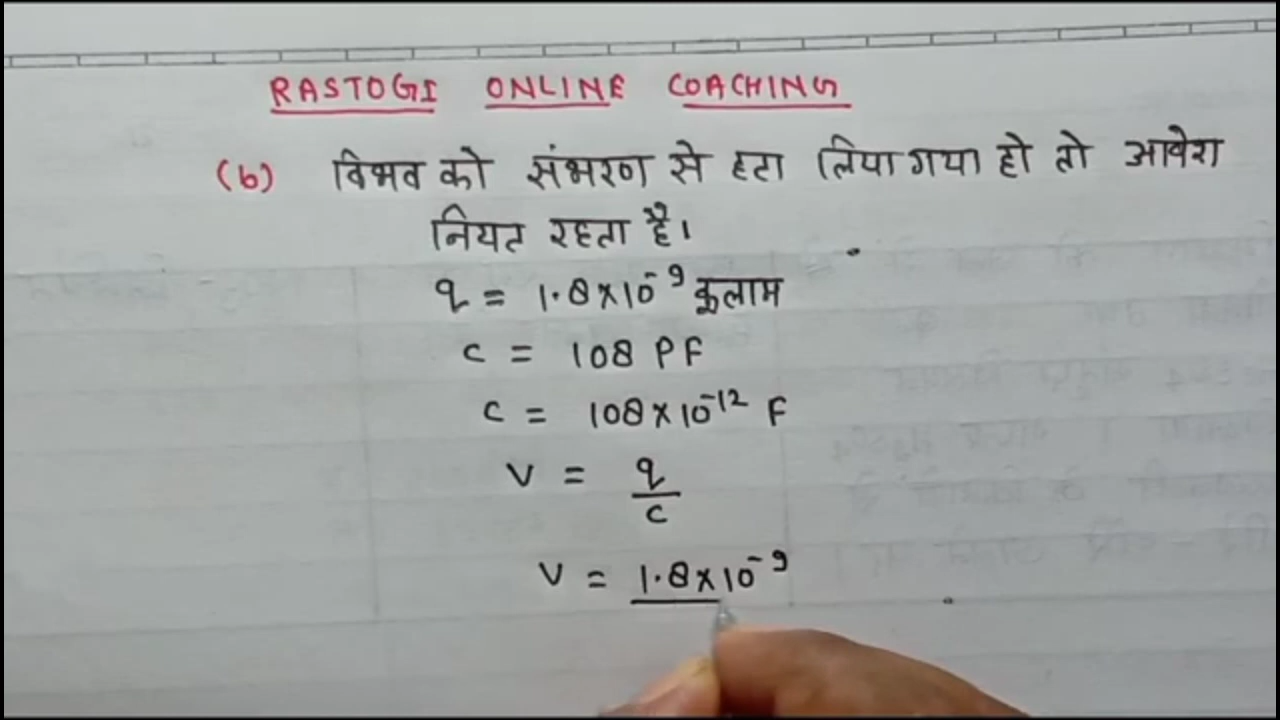 RASTOGI ONLINE COACHING
(b) विभव को संभरण से हटा लिया गया हो तो आवेश
नियत रहता है।
q = 1.8×10⁻⁹ कूलाम
c = 108 PF
c = 108×10⁻¹² F
V = q/c
V = 1.8×10⁻⁹